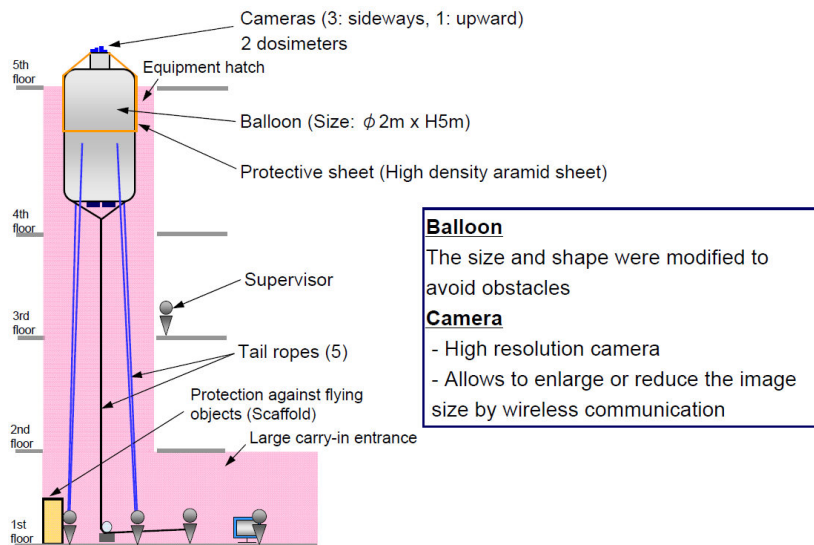 Cameras (3: sideways, 1: upward)
2 dosimeters
5th
floor
Equipment hatch
Balloon (Size: φ2m x H5m)
Protective sheet (High density aramid sheet)
4th
floor
Balloon
The size and shape were modified to
avoid obstacles
Camera
- High resolution camera
- Allows to enlarge or reduce the image
size by wireless communication
Supervisor
3rd
floor
Tail ropes (5)
Protection against flying
objects (Scaffold)
2nd
floor
Large carry-in entrance
1st
floor